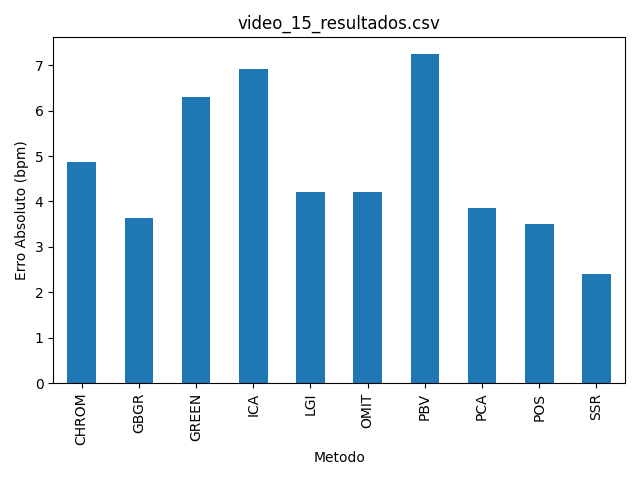 video_15_resultados.csv
Erro Absoluto (bpm)
7
6
5
4
3
2
1
0
CHROM
GBGR
GREEN
ICA
LGI
OMIT
PBV
PCA
POS
SSR
Metodo